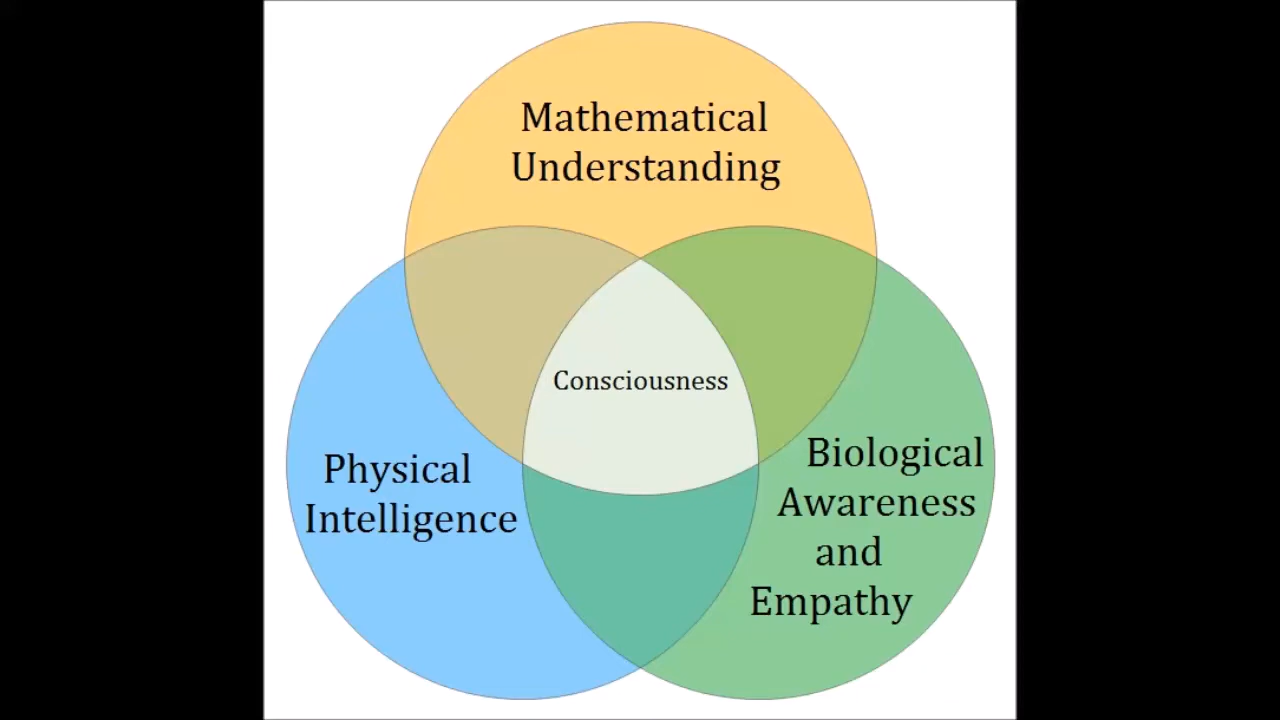 Mathematical
Understanding
Consciousness
Physical
Intelligence
Biological
Awareness
and
Empathy